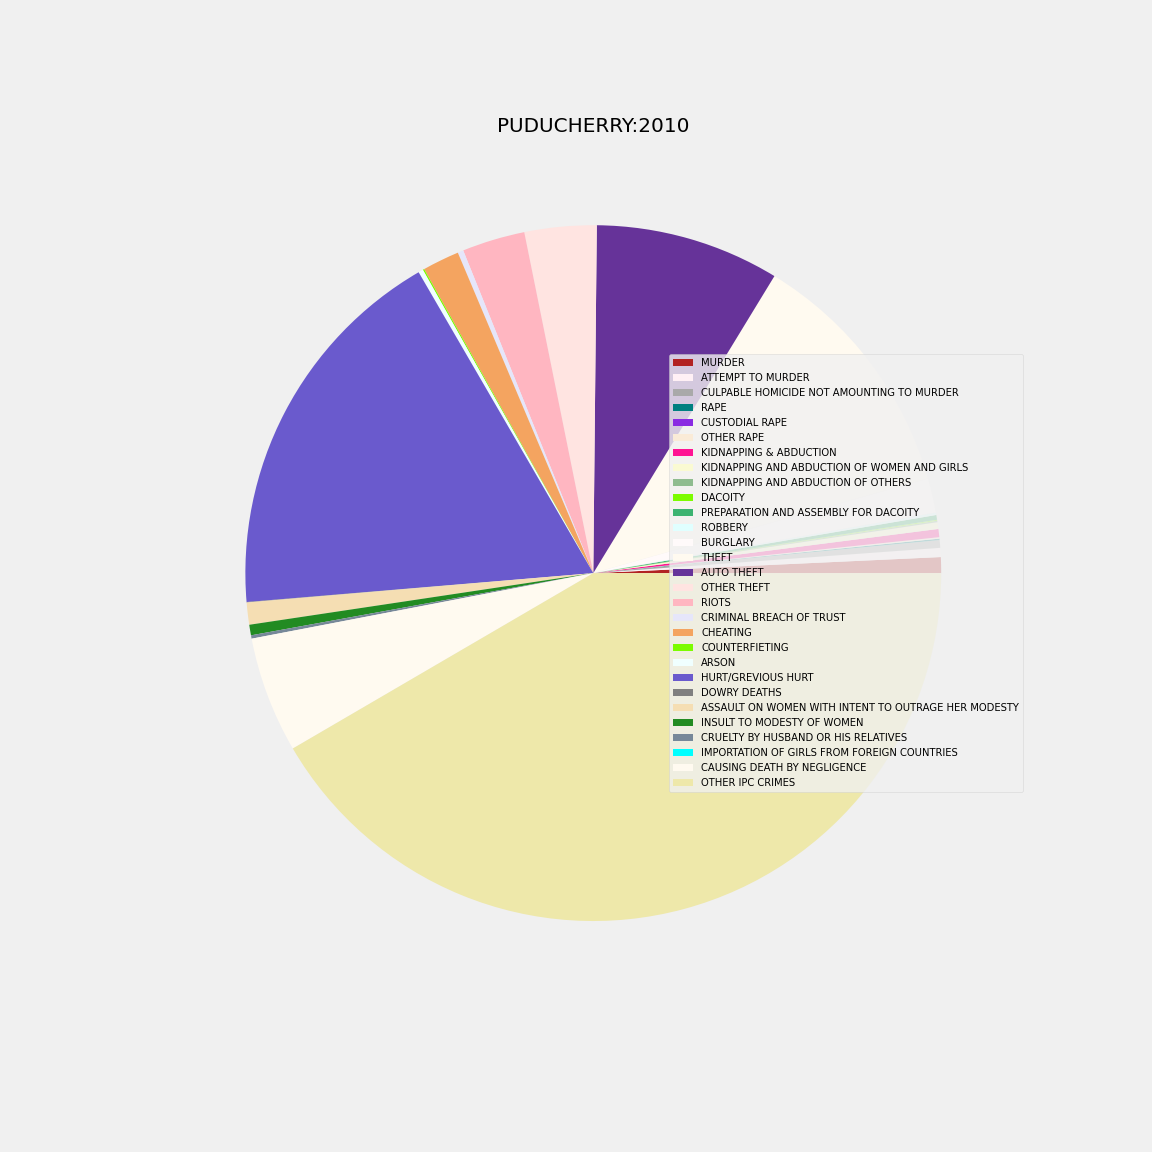 PUDUCHERRY:2010
MURDER
ATTEMPT TO MURDER
CULPABLE HOMICIDE NOT AMOUNTING TO MURDER
RAPE
CUSTODIAL RAPE
OTHER RAPE
KIDNAPPING & ABDUCTION
KIDNAPPING AND ABDUCTION OF WOMEN AND GIRLS
KIDNAPPING AND ABDUCTION OF OTHERS
DACOITY
PREPARATION AND ASSEMBLY FOR DACOITY
ROBBERY
BURGLARY
THEFT
AUTO THEFT
OTHER THEFT
RIOTS
CRIMINAL BREACH OF TRUST
CHEATING
COUNTERFIETING
ARSON
HURT/GREVIOUS HURT
DOWRY DEATHS
ASSAULT ON WOMEN WITH INTENT TO OUTRAGE HER MODESTY
INSULT TO MODESTY OF WOMEN
CRUELTY BY HUSBAND OR HIS RELATIVES
IMPORTATION OF GIRLS FROM FOREIGN COUNTRIES
CAUSING DEATH BY NEGLIGENCE
OTHER IPC CRIMES